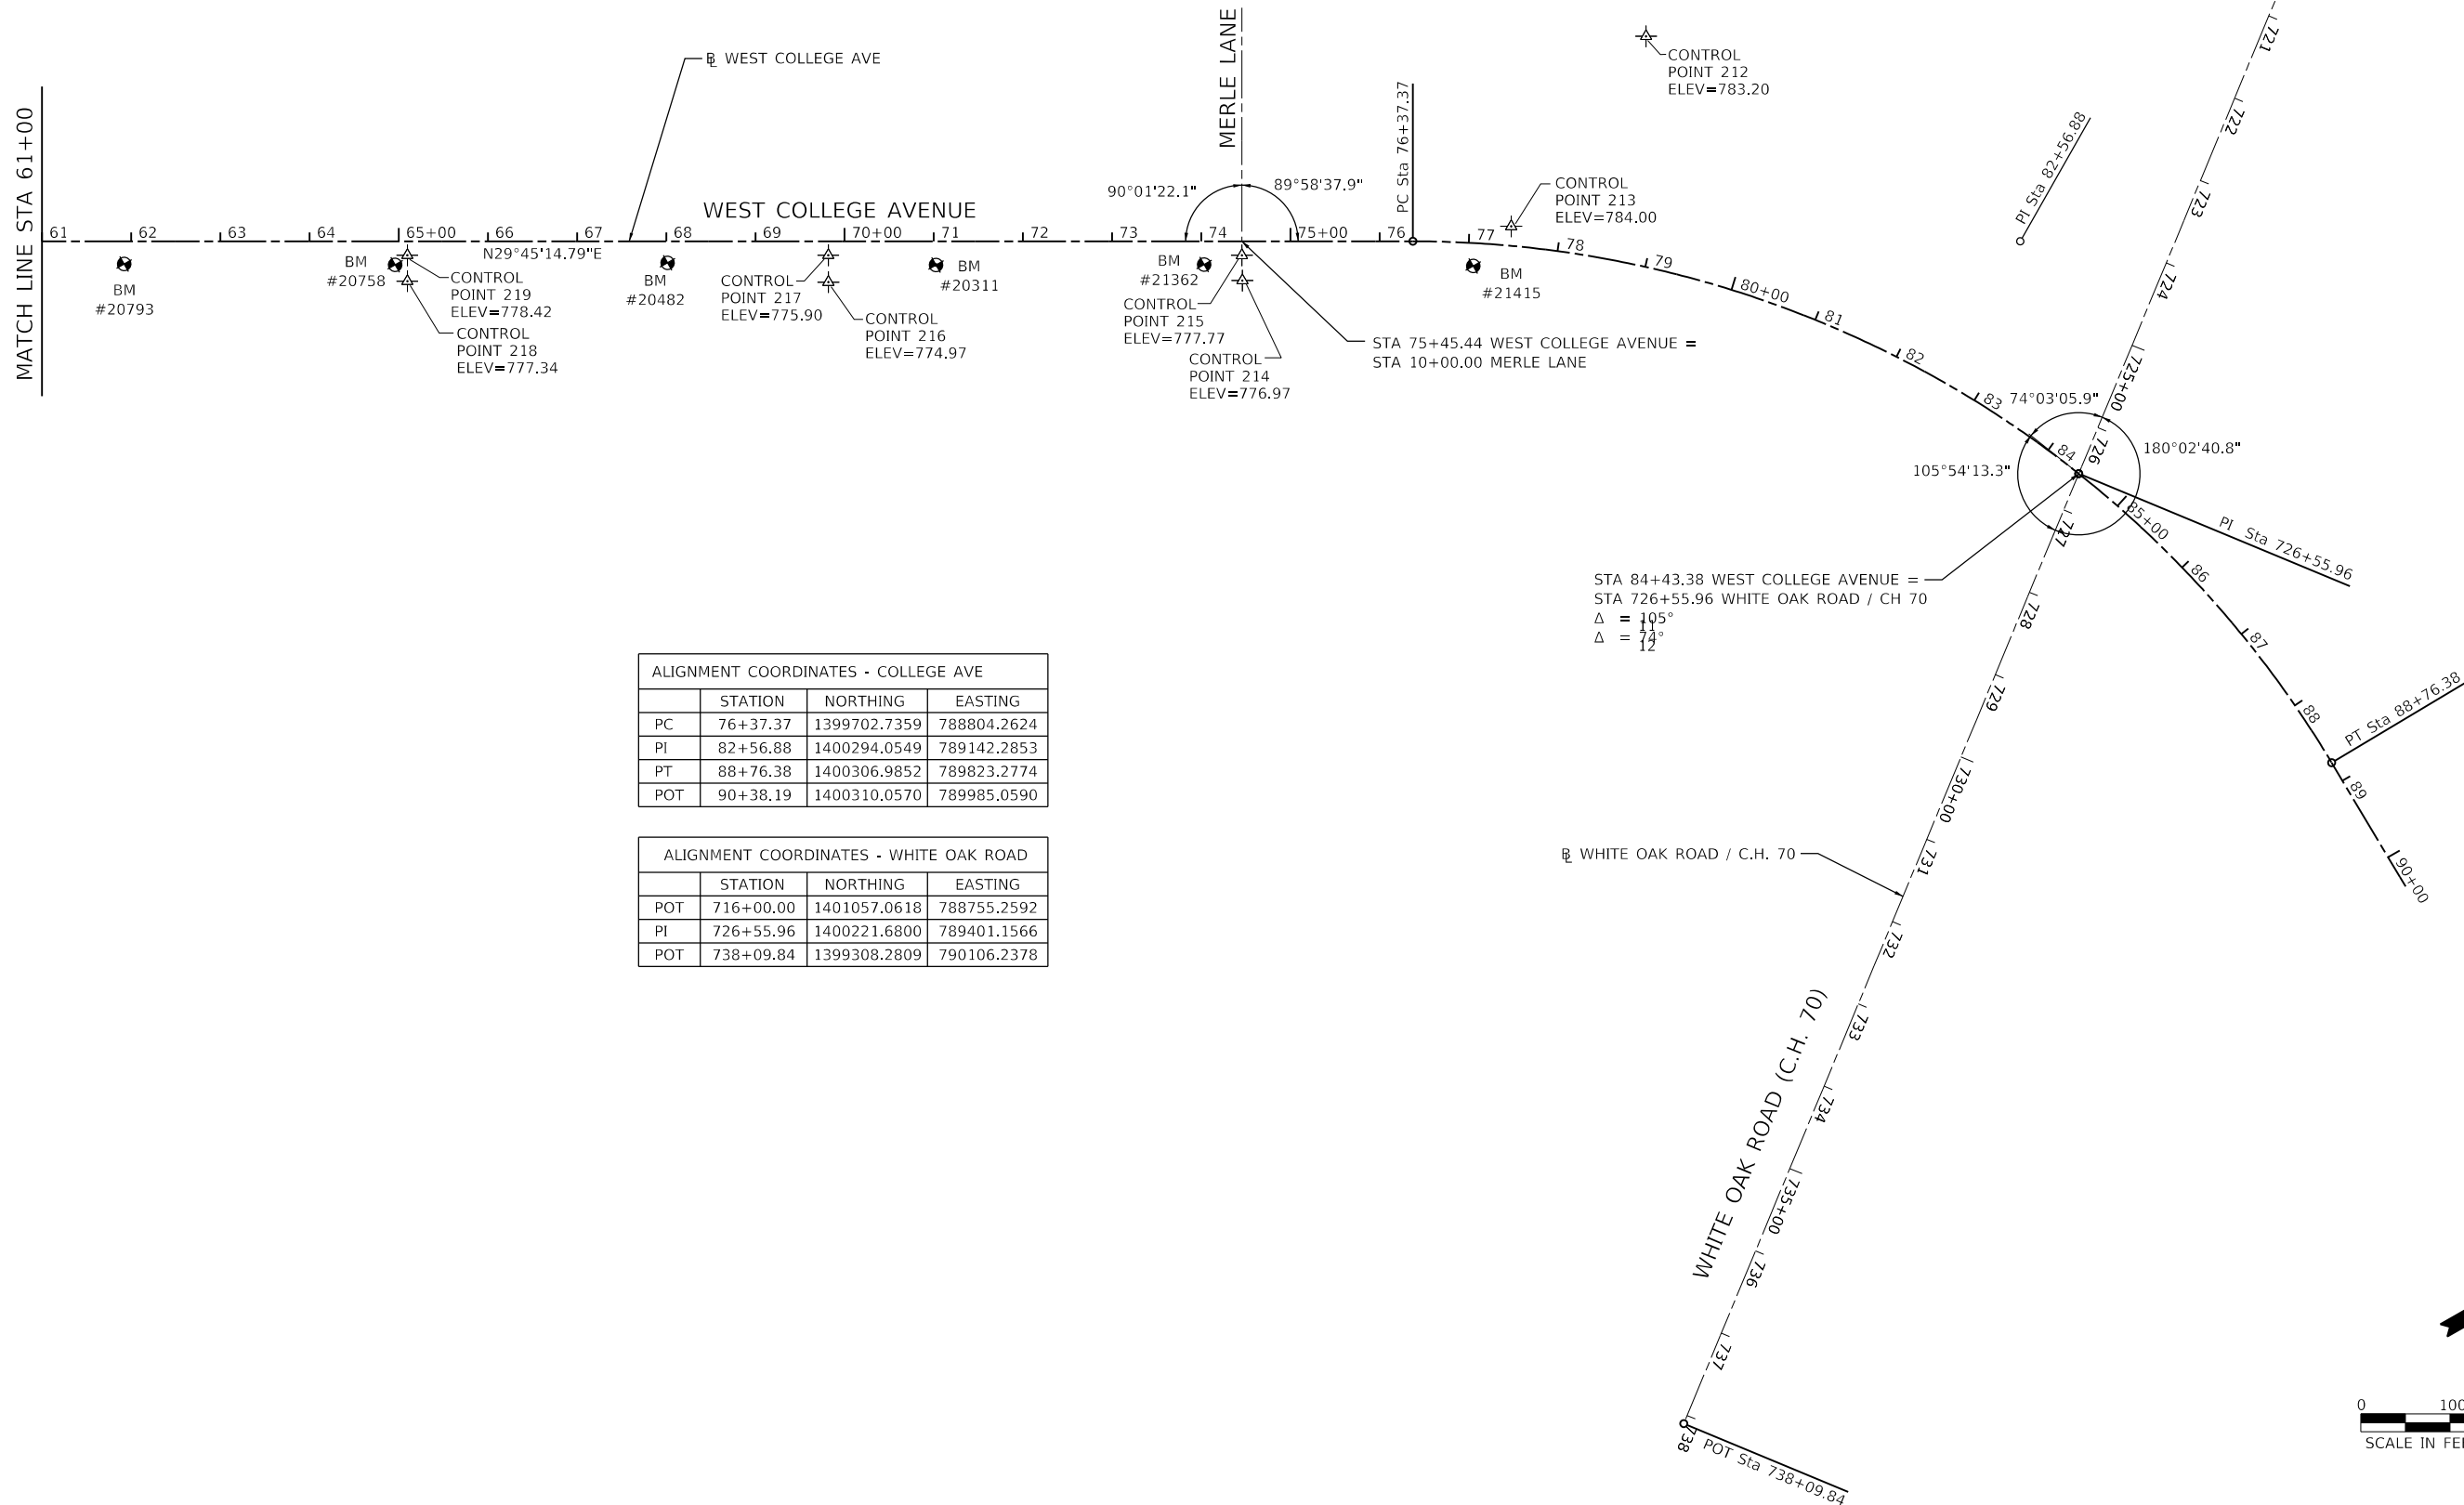 MATCH LINE STA 61+00
℄ WEST COLLEGE AVE
MERLE LANE
CONTROL
POINT 212
ELEV=783.20
721
722
723
724
725+00
726
727
728
729
730+00
731
732
733
734
735+00
736
737
738
PI Sta 82+56.88
PC Sta 76+37.37
90°01'22.1"
89°58'37.9"
CONTROL
POINT 213
ELEV=784.00
WEST COLLEGE AVENUE
61
62
63
64
65+00
66
67
68
69
70+00
71
72
73
74
75+00
76
77
78
79
80+00
81
82
83
84
85+00
86
87
88
89
90+00
N29°45'14.79"E
BM
#20793
BM
#20758
CONTROL
POINT 219
ELEV=778.42
CONTROL
POINT 218
ELEV=777.34
BM
#20482
CONTROL
POINT 217
ELEV=775.90
CONTROL
POINT 216
ELEV=774.97
BM
#20311
BM
#21362
CONTROL
POINT 215
ELEV=777.77
CONTROL
POINT 214
ELEV=776.97
BM
#21415
STA 75+45.44 WEST COLLEGE AVENUE =
STA 10+00.00 MERLE LANE
74°03'05.9"
105°54'13.3"
180°02'40.8"
PI Sta 726+55.96
STA 84+43.38 WEST COLLEGE AVENUE =
STA 726+55.96 WHITE OAK ROAD / CH 70
Δ = 105°
11
Δ = 74°
12
PT Sta 88+76.38
ALIGNMENT COORDINATES - COLLEGE AVE
STATION NORTHING EASTING
PC 76+37.37 1399702.7359 788804.2624
PI 82+56.88 1400294.0549 789142.2853
PT 88+76.38 1400306.9852 789823.2774
POT 90+38.19 1400310.0570 789985.0590
ALIGNMENT COORDINATES - WHITE OAK ROAD
STATION NORTHING EASTING
POT 716+00.00 1401057.0618 788755.2592
PI 726+55.96 1400221.6800 789401.1566
POT 738+09.84 1399308.2809 790106.2378
℄ WHITE OAK ROAD / C.H. 70
WHITE OAK ROAD (C.H. 70)
POT Sta 738+09.84
0 100
SCALE IN FE